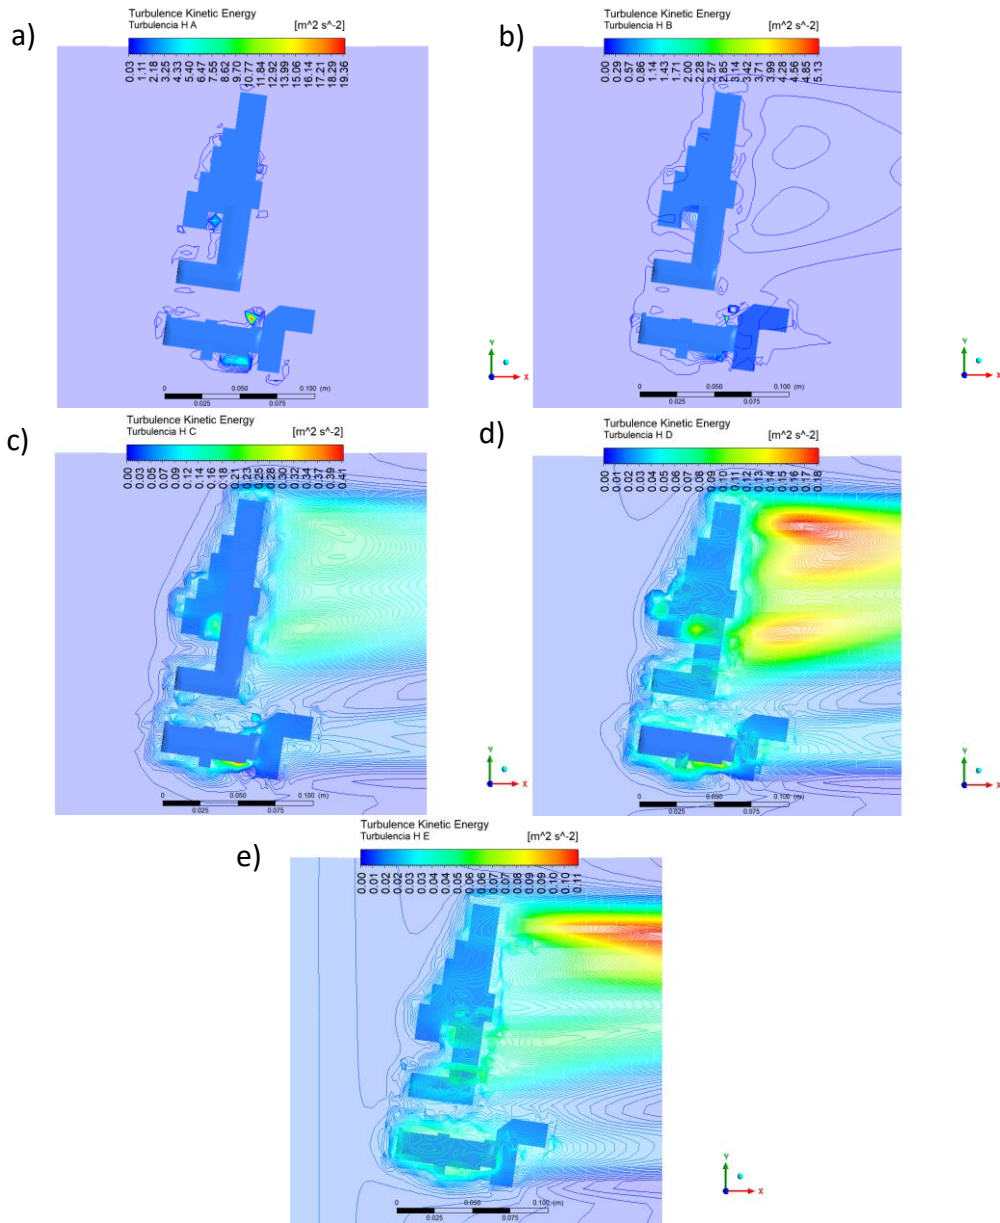 a)
Turbulence Kinetic Energy
Turbulencia H A
[m^2 s^-2]
0.03 1.11 2.18 3.25 4.33 5.40 6.47 7.55 8.62 9.70 10.77 11.84 12.92 13.99 15.06 16.14 17.21 18.29 19.36
0 0.050 0.100 (m)
0.025 0.075
Y
X
b)
Turbulence Kinetic Energy
Turbulencia H B
[m^2 s^-2]
0.00 0.29 0.57 0.86 1.14 1.43 1.71 2.00 2.28 2.57 2.85 3.14 3.42 3.71 3.99 4.28 4.56 4.85 5.13
0 0.050 0.100 (m)
0.025 0.075
Y
X
c)
Turbulence Kinetic Energy
Turbulencia H C
[m^2 s^-2]
0.00 0.03 0.05 0.07 0.09 0.12 0.14 0.16 0.18 0.21 0.23 0.25 0.28 0.30 0.32 0.34 0.37 0.39 0.41
0 0.050 0.100 (m)
0.025 0.075
Y
X
d)
Turbulence Kinetic Energy
Turbulencia H D
[m^2 s^-2]
0.00 0.01 0.02 0.03 0.04 0.05 0.06 0.07 0.08 0.09 0.10 0.11 0.12 0.13 0.14 0.15 0.16 0.17 0.18
0 0.050 0.100 (m)
0.025 0.075
Y
X
e)
Turbulence Kinetic Energy
Turbulencia H E
[m^2 s^-2]
0.00 0.01 0.02 0.02 0.03 0.04 0.04 0.05 0.06 0.06 0.07 0.07 0.08 0.09 0.09 0.10 0.10 0.11
0 0.050 0.100 (m)
0.025 0.075
Y
X